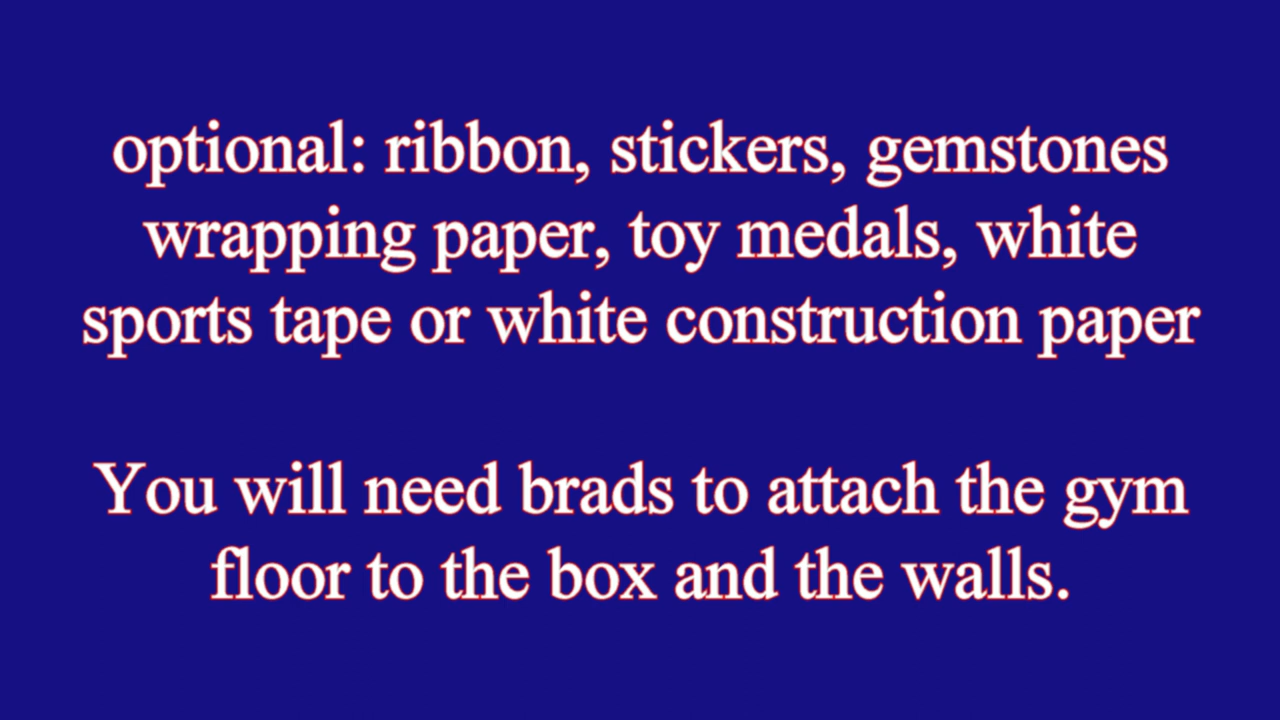 optional: ribbon, stickers, gemstones
wrapping paper, toy medals, white
sports tape or white construction paper
You will need brads to attach the gym
floor to the box and the walls.